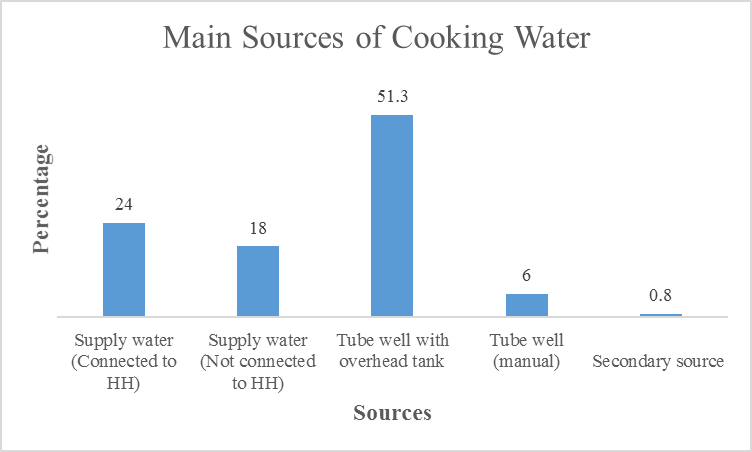 Main Sources of Cooking Water
Percentage
51.3
24
18
6
0.8
Supply water
(Connected to
HH)
Supply water
(Not connected
to HH)
Tube well with
overhead tank
Tube well
(manual)
Secondary source
Sources